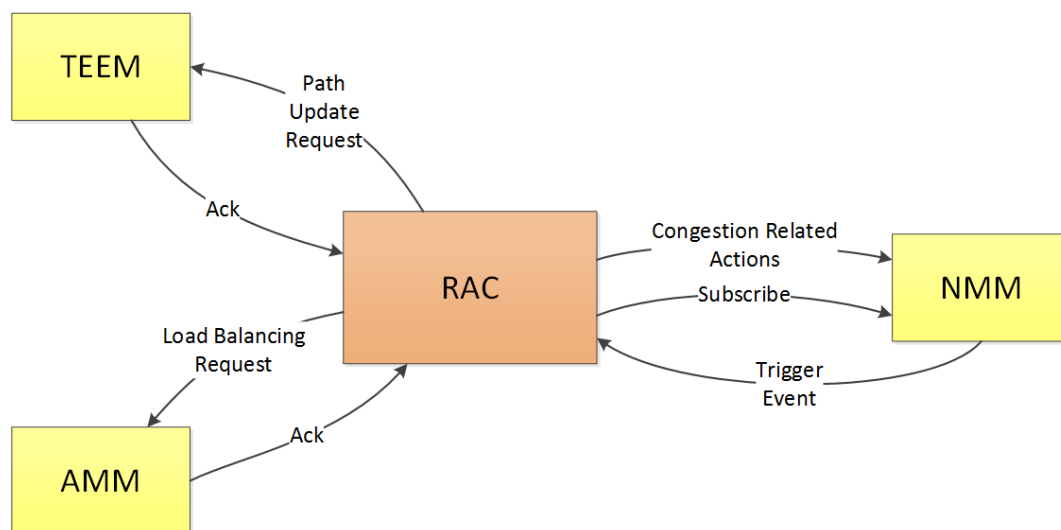 TEEM
Path
Update
Request
Ack
RAC
Congestion Related
Actions
Subscribe
NMM
Trigger
Event
Load Balancing
Request
Ack
AMM